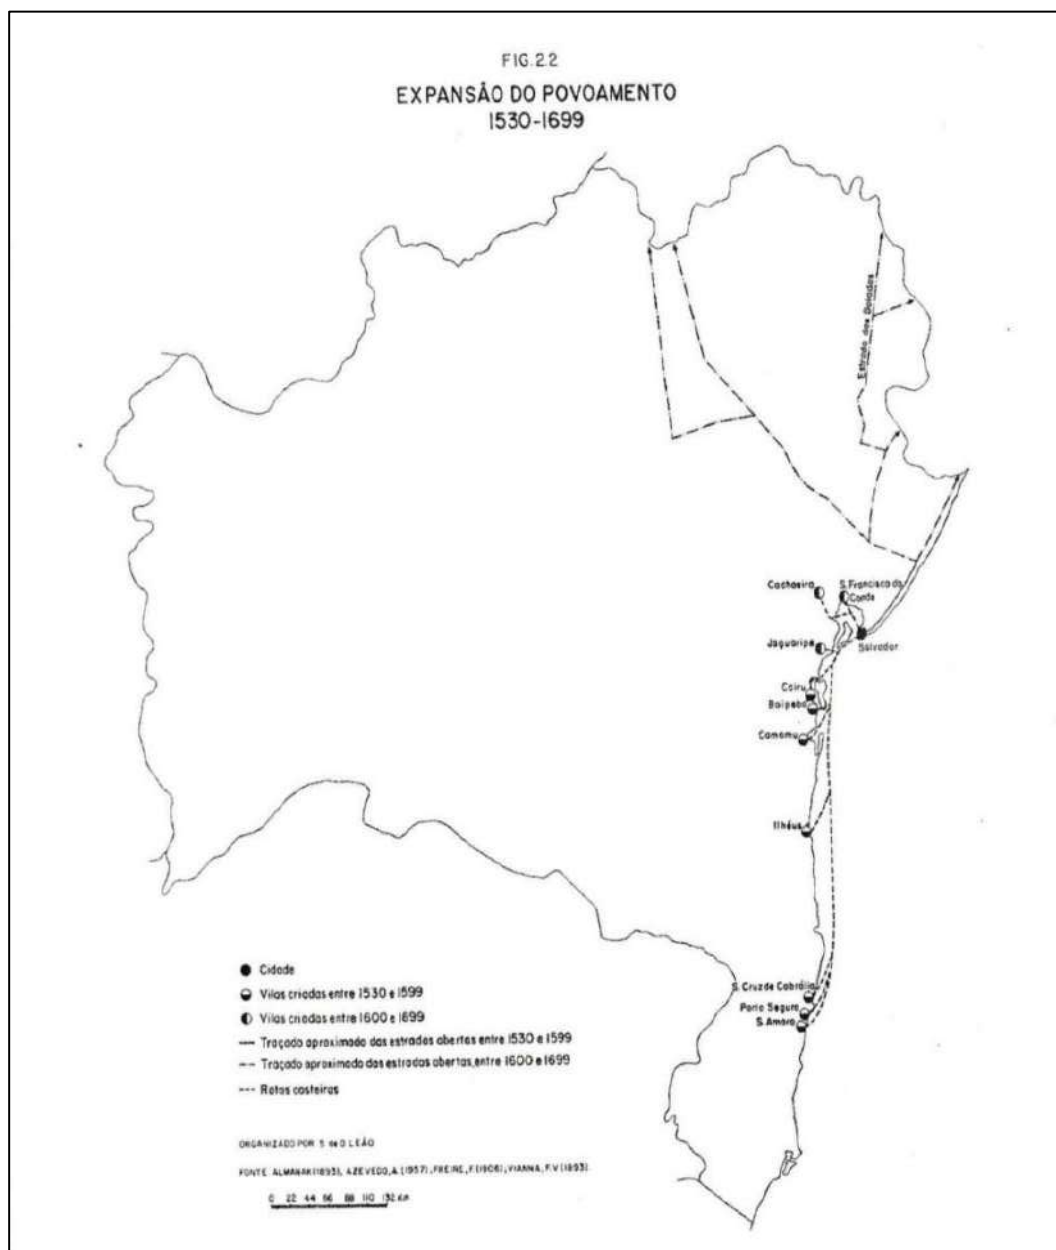 FIG.2.2
EXPANSÃO DO POVOAMENTO
1530-1699
Estrada das Boiadas
Cachoeira
S. Francisco do
Conde
Salvador
Jaguaripe
Cairu
Boipeba
Camamu
Ilhéus
S. Cruz de Cabrália
Porto Seguro
S. Amaro
Cidade
Vilas criadas entre 1530 e 1599
Vilas criadas entre 1600 e 1699
Traçado aproximado das estradas abertas entre 1530 e 1599
Traçado aproximado das estradas abertas, entre 1600 e 1699
Rotas costeiras
ORGANIZADO POR S de O LEÃO
FONTE ALMANAK (1893), AZEVEDO, A. (1957), FREIRE, F. (1906), VIANNA, F. V (1893).
0 22 44 66 88 110 132 Km